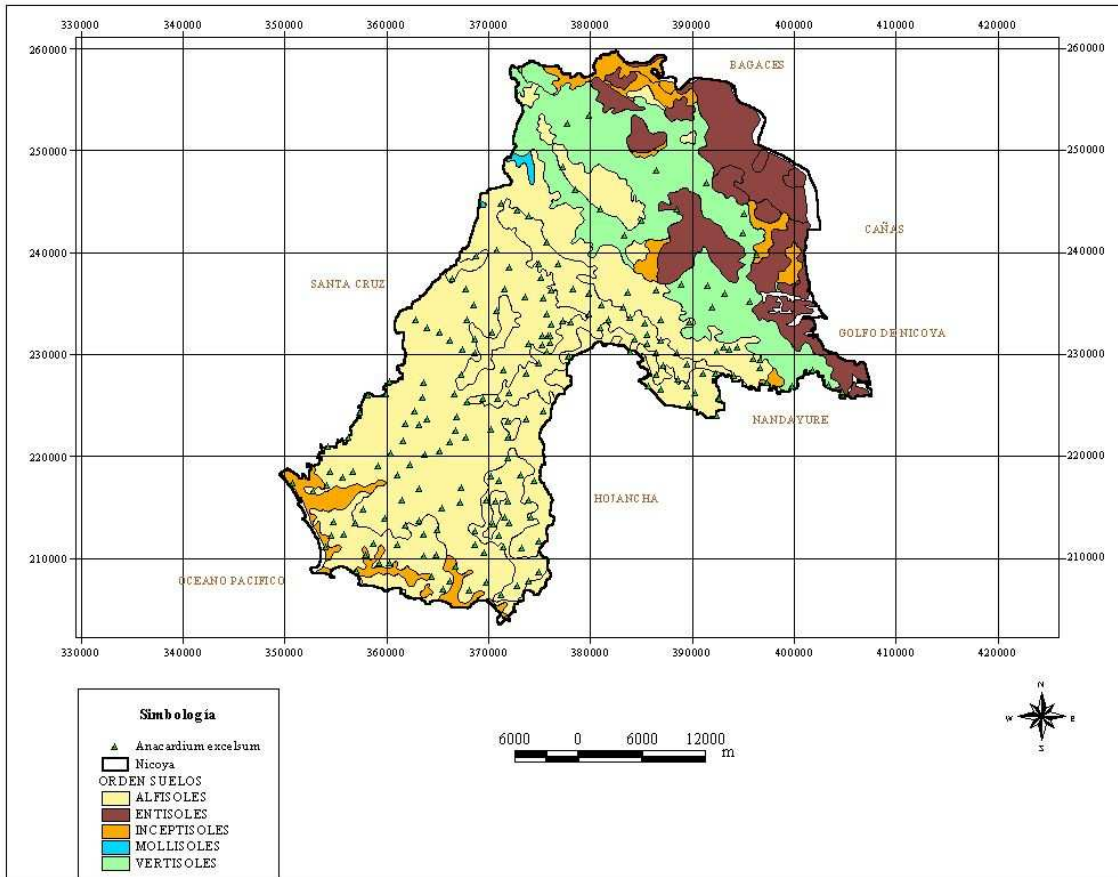 330000 340000 350000 360000 370000 380000 390000 400000 410000 420000
260000 260000
BAGACES
250000 250000
CAÑAS
240000 240000
SANTA CRUZ
GOLFO DE NICOYA
230000 230000
NANDAYURE
220000 220000
HOJANCHA
210000 210000
OCEANO PACIFICO
330000 340000 350000 360000 370000 380000 390000 400000 410000 420000
Simbología
Anacardium excelsum
Nicoya
ORDEN SUELOS
ALFISOLES
ENTISOLES
INCEPTISOLES
MOLLISOLES
VERTISOLES
6000 0 6000 12000
m
N
W E
S